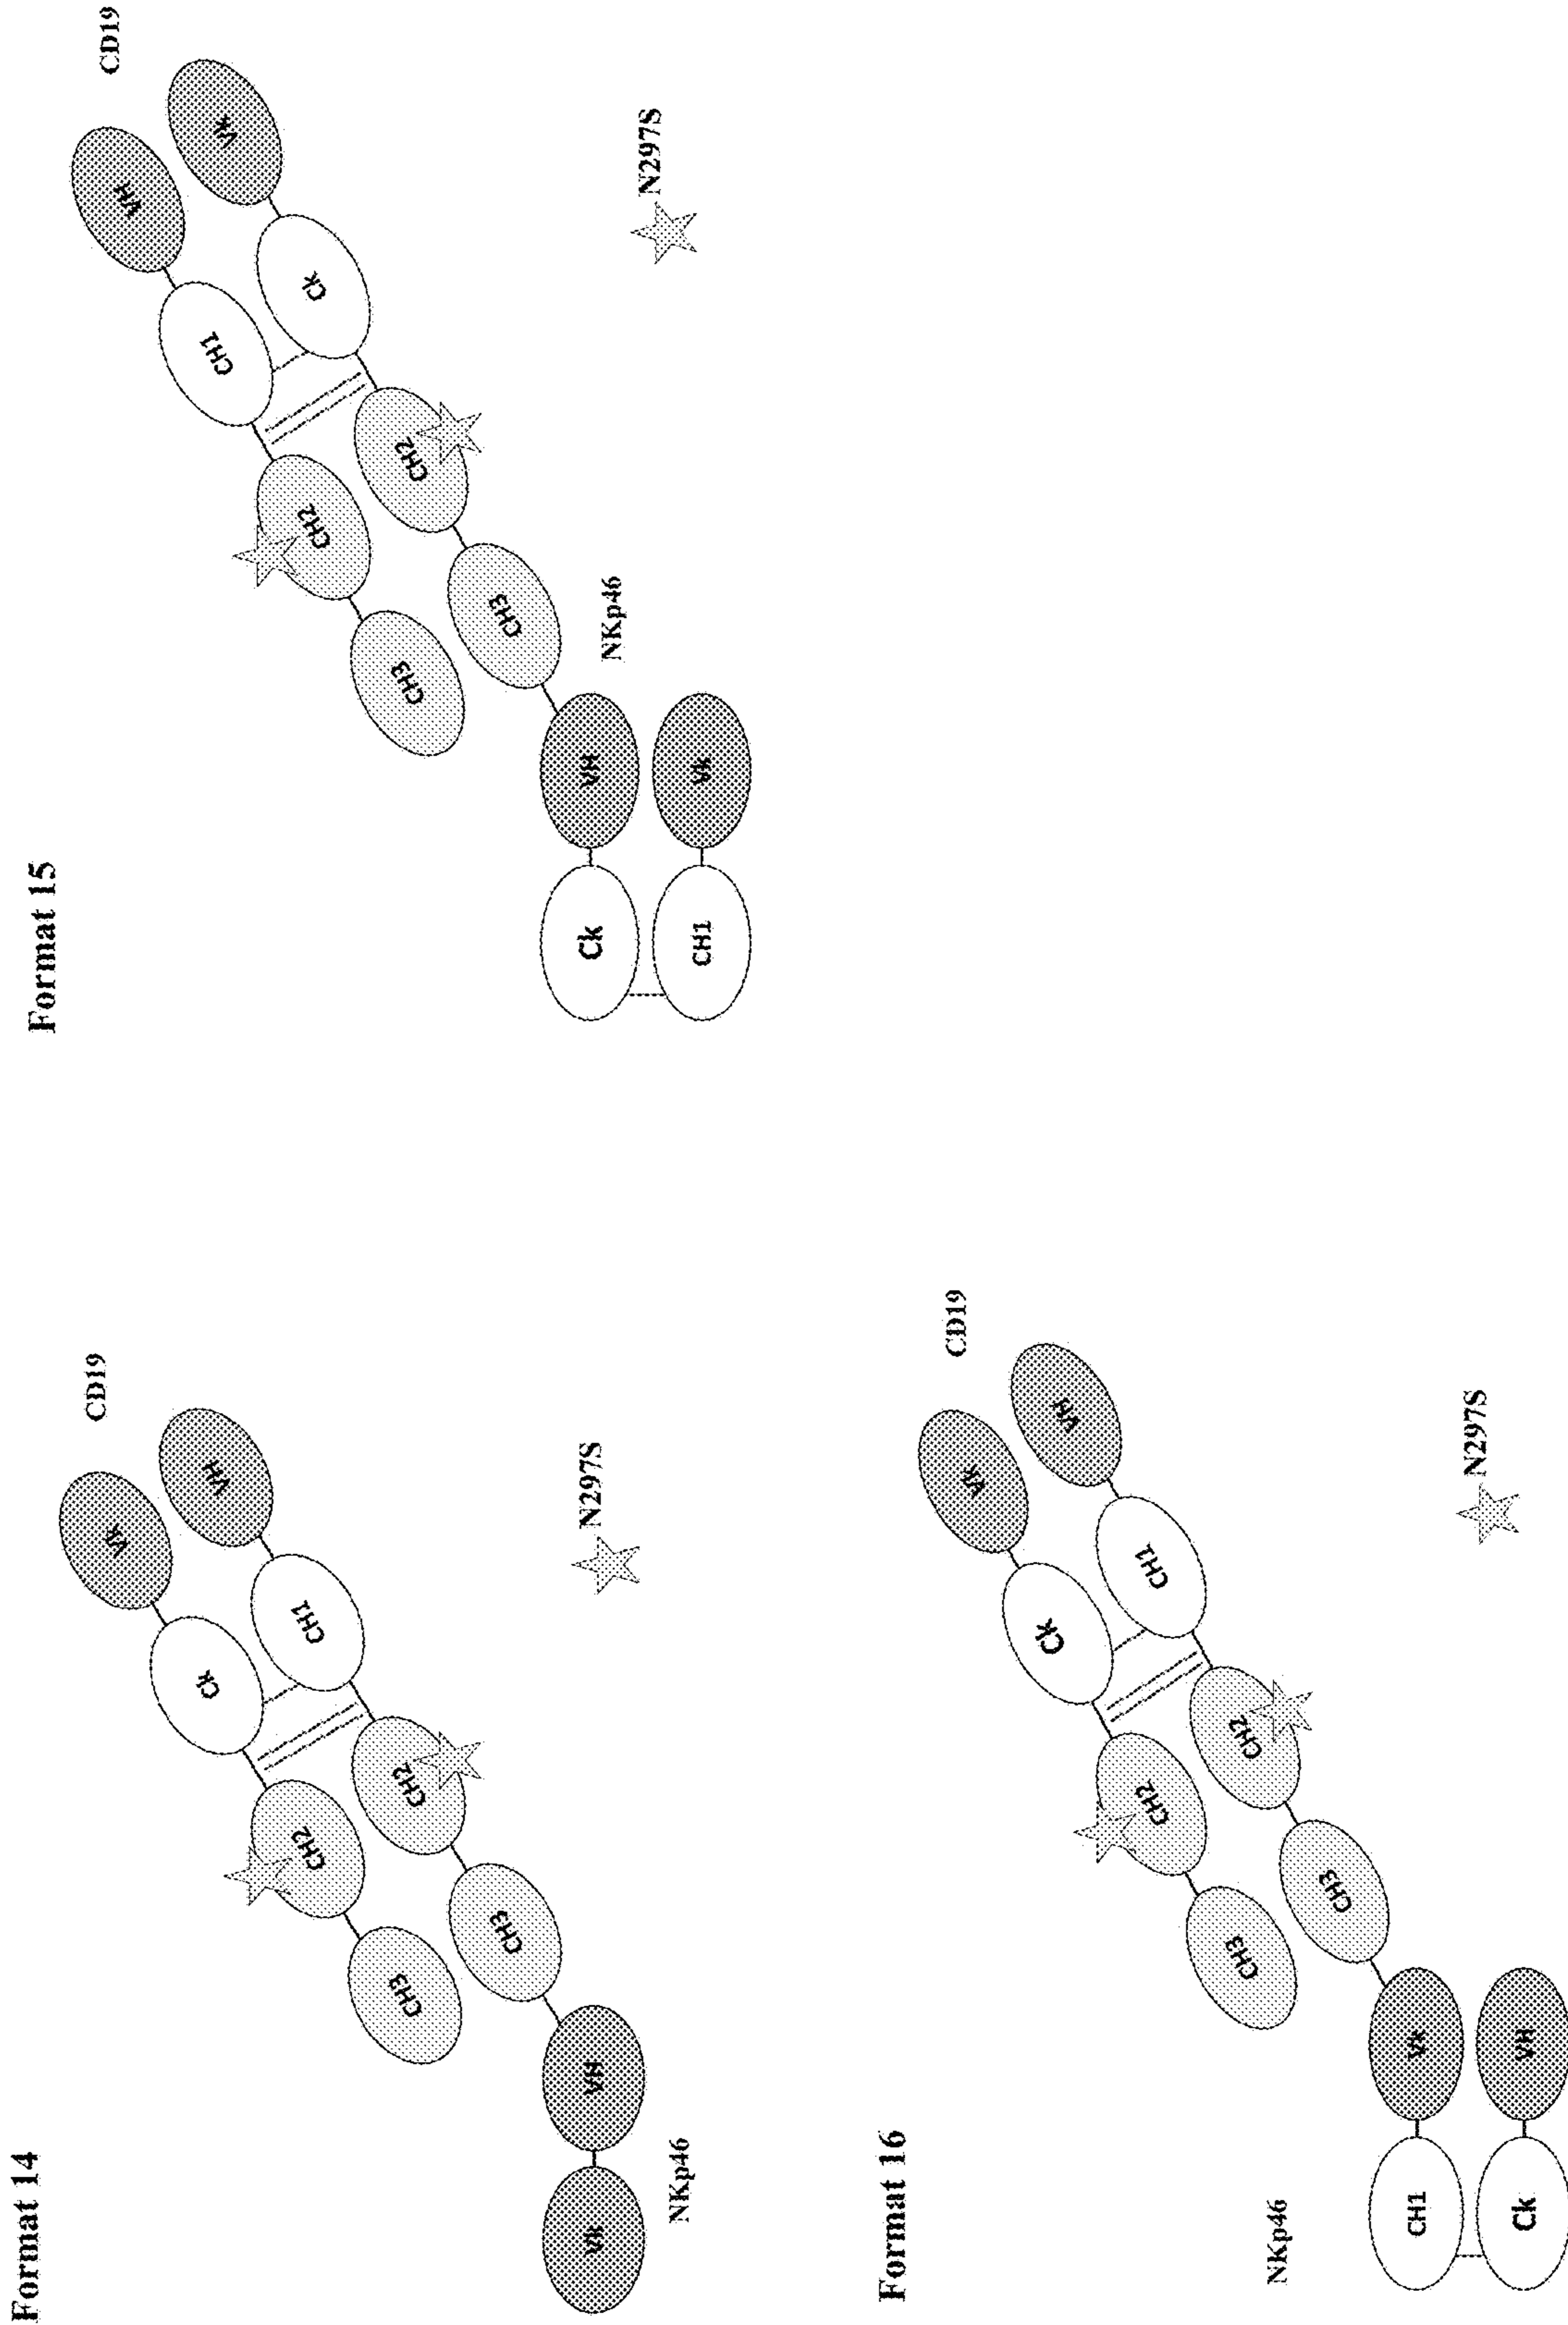 Format 14
CD19
Vk
VH
Ck
CH1
CH2
CH2
CH3
CH3
VH
Vk
NKp46
N297S
Format 15
CD19
VH
Vk
CH1
Ck
CH2
CH2
CH3
CH3
NKp46
VH
Vk
Ck
CH1
N297S
Format 16
CD19
Vk
VH
Ck
CH1
CH2
CH2
CH3
CH3
NKp46
Vk
VH
CH1
Ck
N297S